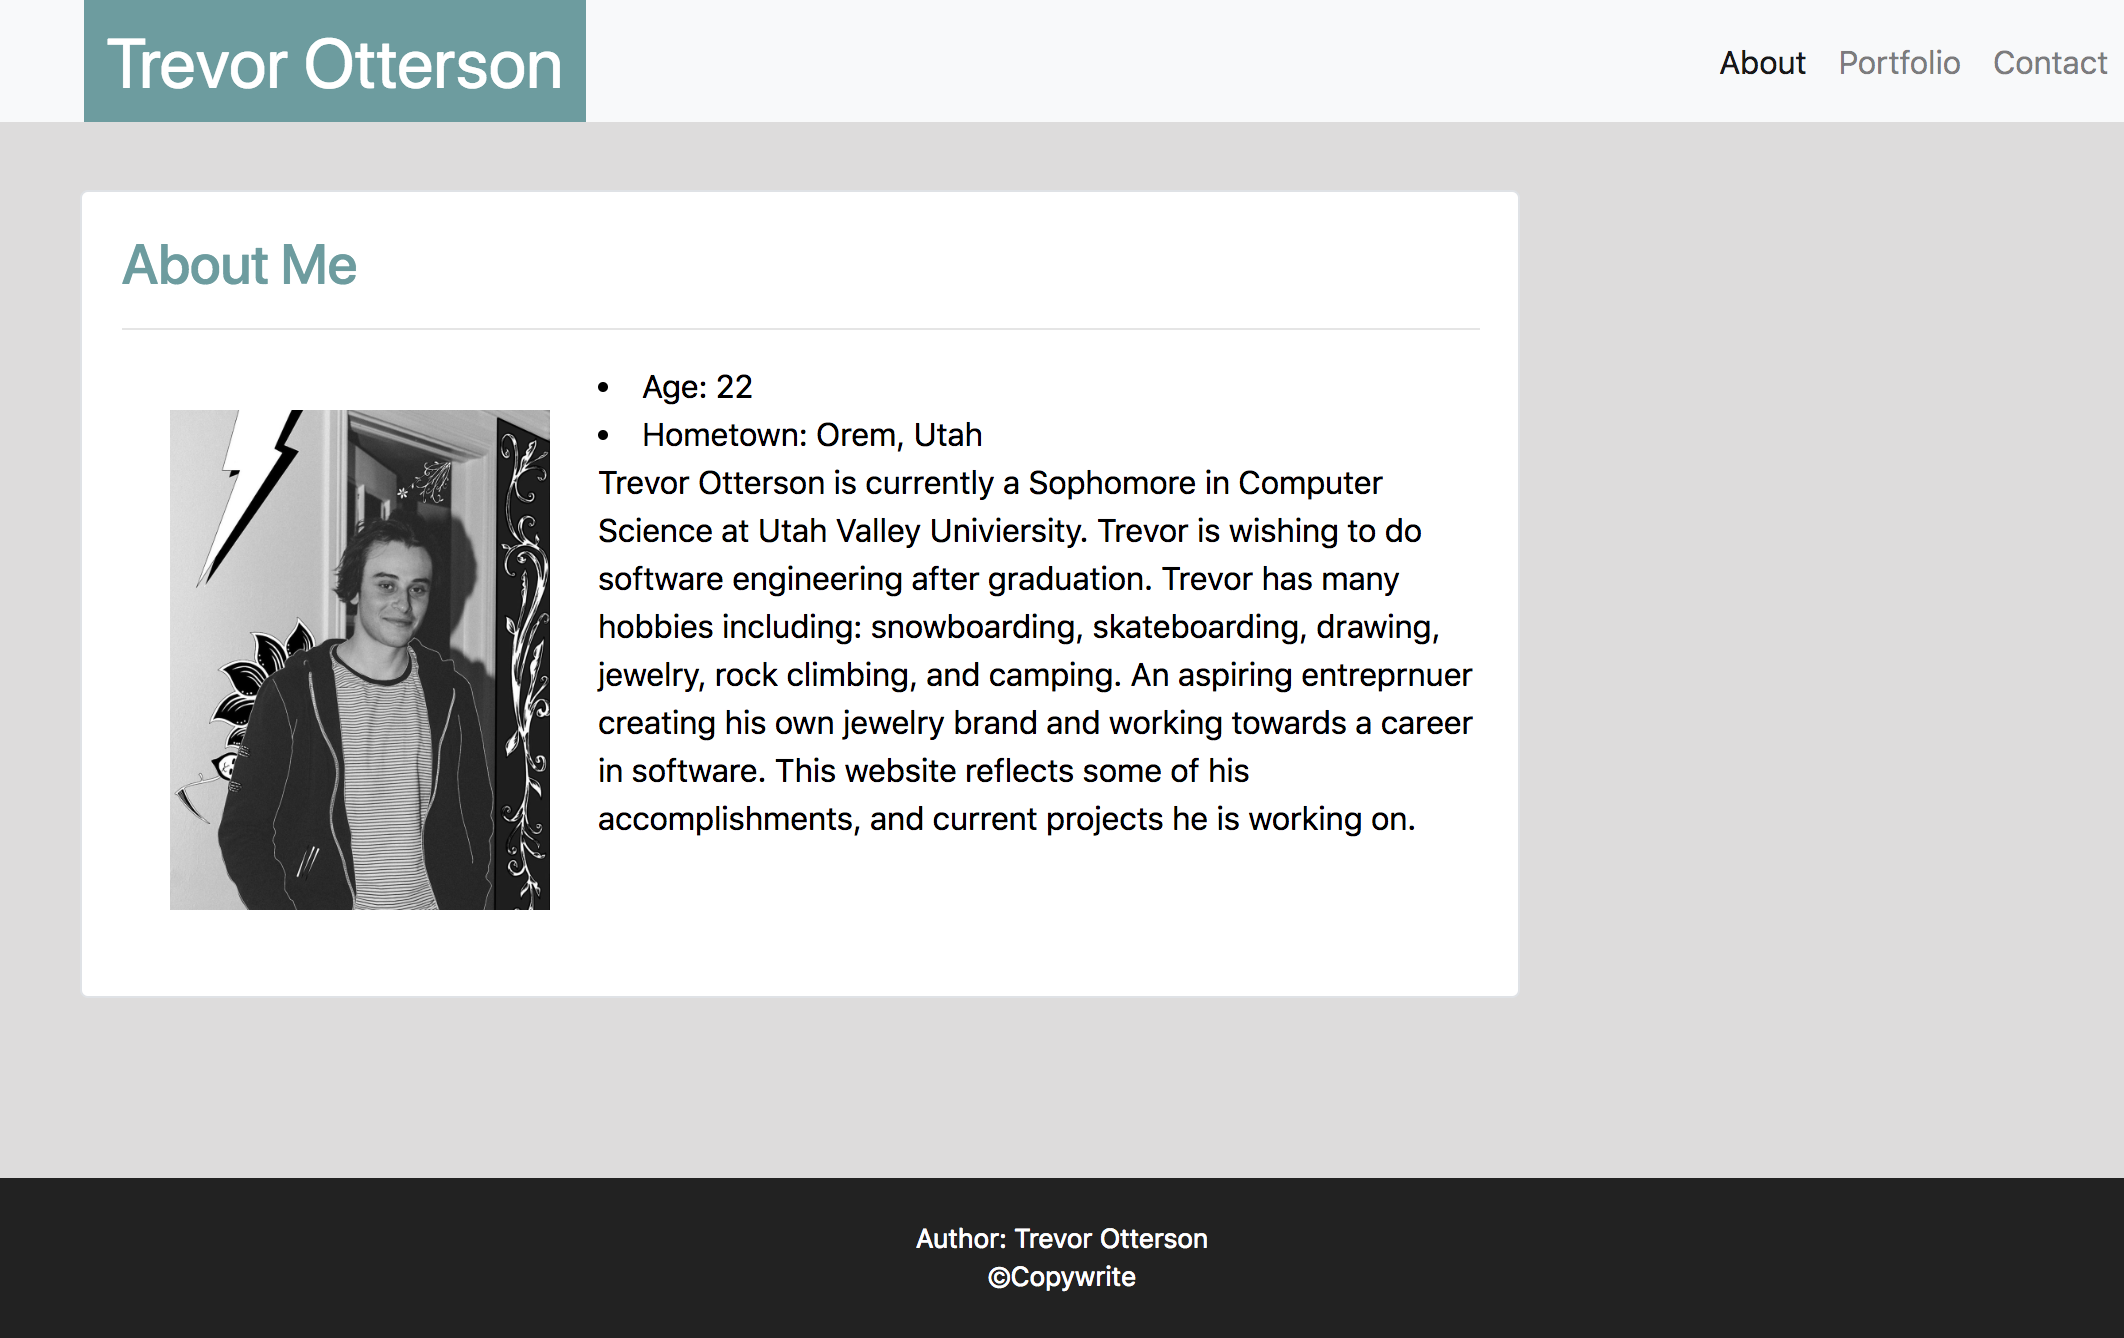 Trevor Otterson
About Portfolio Contact
About Me
• Age: 22
• Hometown: Orem, Utah
Trevor Otterson is currently a Sophomore in Computer
Science at Utah Valley Univiersity. Trevor is wishing to do
software engineering after graduation. Trevor has many
hobbies including: snowboarding, skateboarding, drawing,
jewelry, rock climbing, and camping. An aspiring entreprnuer
creating his own jewelry brand and working towards a career
in software. This website reflects some of his
accomplishments, and current projects he is working on.
Author: Trevor Otterson
©Copywrite